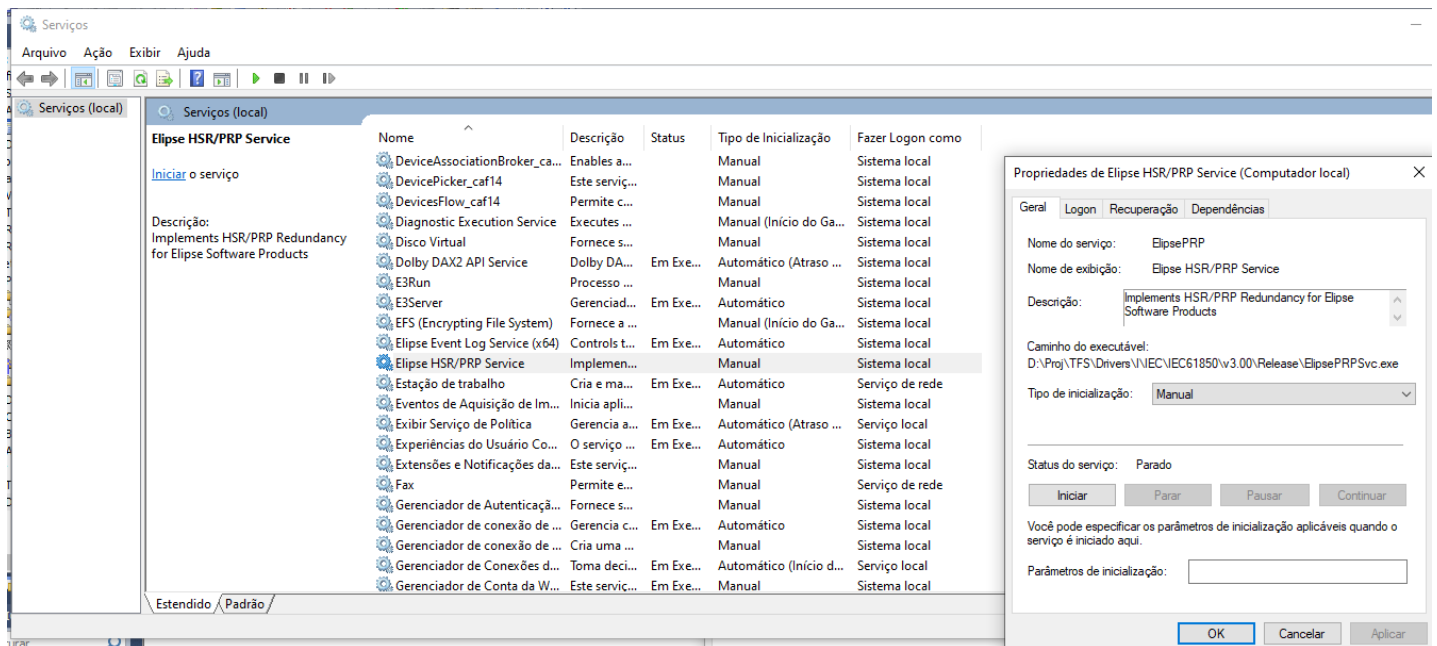 Serviços
Arquivo Ação Exibir Ajuda
Serviços (local)
Serviços (local)
Elipse HSR/PRP Service
Iniciar o serviço
Descrição:
Implements HSR/PRP Redundancy
for Elipse Software Products
Nome Descrição Status Tipo de Inicialização Fazer Logon como
DeviceAssociationBroker_ca... Enables a... Manual Sistema local
DevicePicker_caf14 Este serviç... Manual Sistema local
DevicesFlow_caf14 Permite c... Manual Sistema local
Diagnostic Execution Service Executes ... Manual (Início do Ga... Sistema local
Disco Virtual Fornece s... Manual Sistema local
Dolby DAX2 API Service Dolby DA... Em Exe... Automático (Atraso ... Sistema local
E3Run Processo ... Manual Sistema local
E3Server Gerenciad... Em Exe... Automático Sistema local
EFS (Encrypting File System) Fornece a ... Manual (Início do Ga... Sistema local
Elipse Event Log Service (x64) Controls t... Em Exe... Automático Sistema local
Elipse HSR/PRP Service Implemen... Manual Sistema local
Estação de trabalho Cria e ma... Em Exe... Automático Serviço de rede
Eventos de Aquisição de Im... Inicia apli... Manual Sistema local
Exibir Serviço de Política Gerencia a... Em Exe... Automático (Atraso ... Serviço local
Experiências do Usuário Co... O serviço ... Em Exe... Automático Sistema local
Extensões e Notificações da... Este serviç... Manual Sistema local
Fax Permite e... Manual Serviço de rede
Gerenciador de Autenticaçã... Fornece s... Manual Sistema local
Gerenciador de conexão de ... Gerencia c... Em Exe... Automático Sistema local
Gerenciador de conexão de ... Cria uma ... Manual Sistema local
Gerenciador de Conexões d... Toma deci... Em Exe... Automático (Início d... Serviço local
Gerenciador de Conta da W... Este serviç... Em Exe... Manual Sistema local
Estendido Padrão
Propriedades de Elipse HSR/PRP Service (Computador local)
Geral Logon Recuperação Dependências
Nome do serviço: ElipsePRP
Nome de exibição: Elipse HSR/PRP Service
Descrição: Implements HSR/PRP Redundancy for Elipse
Software Products
Caminho do executável:
D:\Proj\TFS\Drivers\I\IEC\IEC61850\v3.00\Release\ElipsePRPSvc.exe
Tipo de inicialização: Manual
Status do serviço: Parado
Iniciar Parar Pausar Continuar
Você pode especificar os parâmetros de inicialização aplicáveis quando o
serviço é iniciado aqui.
Parâmetros de inicialização:
OK Cancelar Aplicar